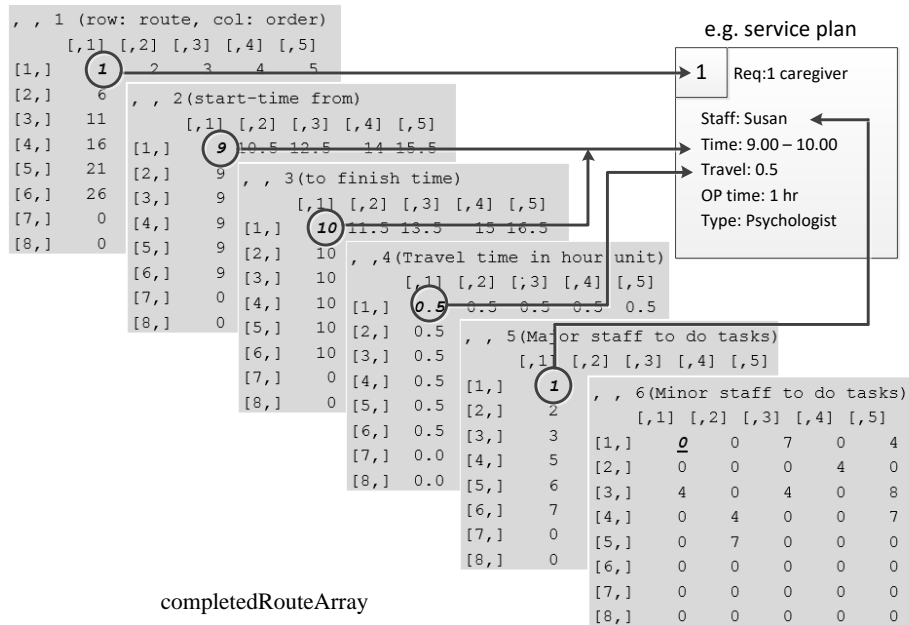 , , 1 (row: route, col: order)
[,1] [,2] [,3] [,4] [,5]
[1,] 1 2 3 4 5
[2,] 6
[3,] 11
[4,] 16
[5,] 21
[6,] 26
[7,] 0
[8,] 0
, , 2(start-time from)
[,1] [,2] [,3] [,4] [,5]
[1,] 9 10.5 12.5 14 15.5
[2,] 9
[3,] 9
[4,] 9
[5,] 9
[6,] 9
[7,] 0
[8,] 0
, , 3(to finish time)
[,1] [,2] [,3] [,4] [,5]
[1,] 10 11.5 13.5 15 16.5
[2,] 10
[3,] 10
[4,] 10
[5,] 10
[6,] 10
[7,] 0
[8,] 0
, ,4(Travel time in hour unit)
[,1] [,2] [,3] [,4] [,5]
[1,] 0.5 0.5 0.5 0.5 0.5
[2,] 0.5
[3,] 0.5
[4,] 0.5
[5,] 0.5
[6,] 0.5
[7,] 0.0
[8,] 0.0
, , 5(Major staff to do tasks)
[,1] [,2] [,3] [,4] [,5]
[1,] 1
[2,] 2
[3,] 3
[4,] 5
[5,] 6
[6,] 7
[7,] 0
[8,] 0
, , 6(Minor staff to do tasks)
[,1] [,2] [,3] [,4] [,5]
[1,] 0 0 7 0 4
[2,] 0 0 0 4 0
[3,] 4 0 4 0 8
[4,] 0 4 0 0 7
[5,] 0 7 0 0 0
[6,] 0 0 0 0 0
[7,] 0 0 0 0 0
[8,] 0 0 0 0 0
e.g. service plan
1 Req:1 caregiver
Staff: Susan
Time: 9.00 – 10.00
Travel: 0.5
OP time: 1 hr
Type: Psychologist
completedRouteArray